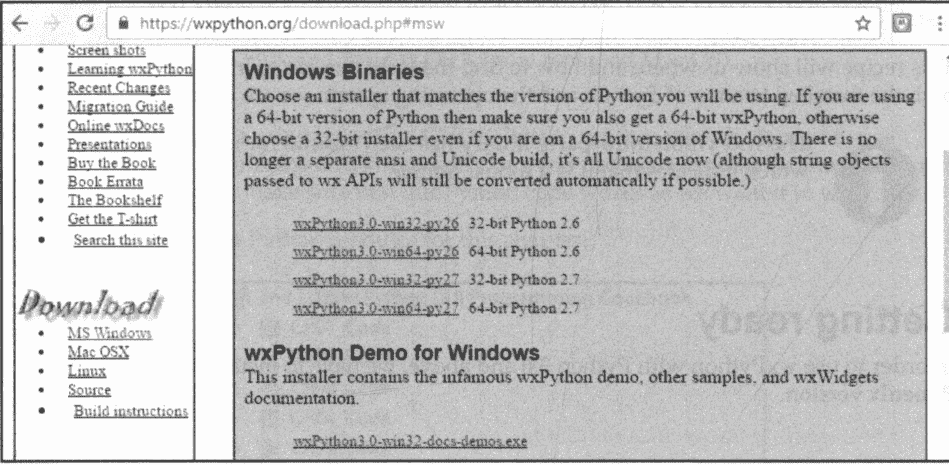 https://wxpython.org/download.php#msw
Screen shots
Learning wxPython
Recent Changes
Migration Guide
Online wxDocs
Presentations
Buy the Book
Book Errata
The Bookshelf
Get the T-shirt
Search this site
Download
MS Windows
Mac OSX
Linux
Source
Build instructions
Windows Binaries
Choose an installer that matches the version of Python you will be using. If you are using
a 64-bit version of Python then make sure you also get a 64-bit wxPython, otherwise
choose a 32-bit installer even if you are on a 64-bit version of Windows. There is no
longer a separate ansi and Unicode build, it's all Unicode now (although string objects
passed to wx APIs will still be converted automatically if possible.)
wxPython3.0-win32-py26 32-bit Python 2.6
wxPython3.0-win64-py26 64-bit Python 2.6
wxPython3.0-win32-py27 32-bit Python 2.7
wxPython3.0-win64-py27 64-bit Python 2.7
wxPython Demo for Windows
This installer contains the infamous wxPython demo, other samples, and wxWidgets
documentation.
wxPython3.0-win32-docs-demos.exe